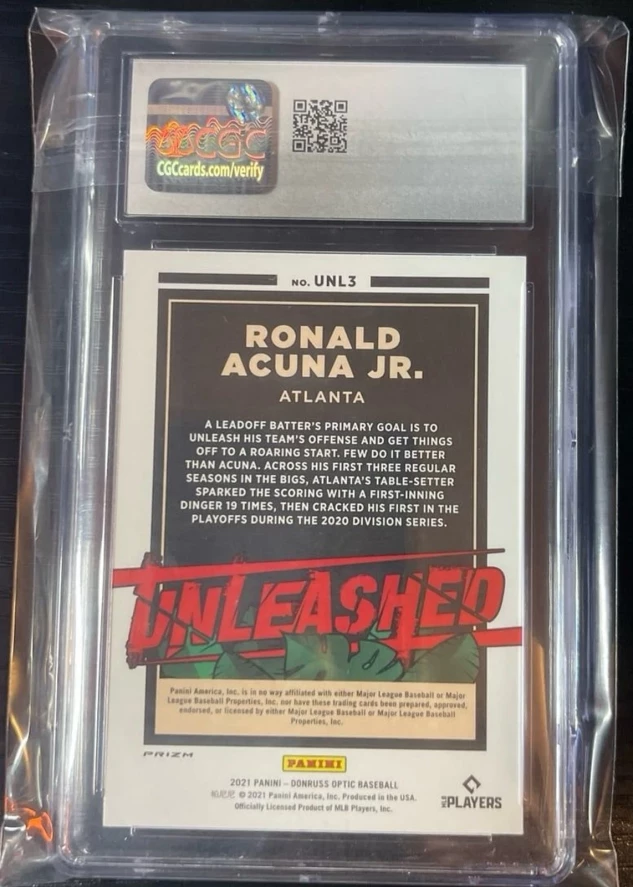 CGC
CGCcards.com/verify
NO. UNL3
RONALD
ACUNA JR.
ATLANTA
A LEADOFF BATTER'S PRIMARY GOAL IS TO
UNLEASH HIS TEAM'S OFFENSE AND GET THINGS
OFF TO A ROARING START. FEW DO IT BETTER
THAN ACUNA. ACROSS HIS FIRST THREE REGULAR
SEASONS IN THE BIGS, ATLANTA'S TABLE-SETTER
SPARKED THE SCORING WITH A FIRST-INNING
DINGER 19 TIMES, THEN CRACKED HIS FIRST IN THE
PLAYOFFS DURING THE 2020 DIVISION SERIES.
UNLEASHED
Panini America, Inc. is in no way affiliated with either Major League Baseball or Major
League Baseball Properties, Inc. nor have these trading cards been prepared, approved,
endorsed, or licensed by either Major League Baseball or Major League Baseball
Properties, Inc.
PRIZM
PANINI
2021 PANINI – DONRUSS OPTIC BASEBALL
© 2021 Panini America, Inc. Produced in the USA.
Officially Licensed Product of MLB Players, Inc.
MLB PLAYERS